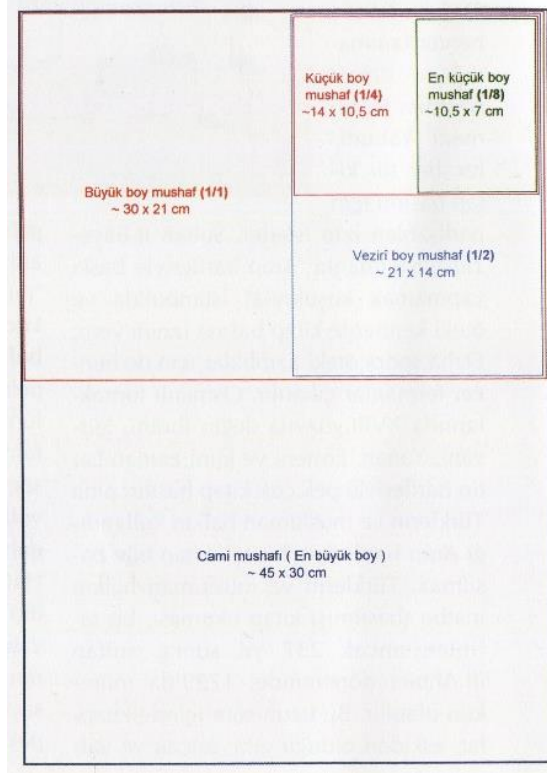 Küçük boy
mushaf (1/4)
~14 x 10,5 cm
En küçük boy
mushaf (1/8)
~10,5 x 7 cm
Büyük boy mushaf (1/1)
~ 30 x 21 cm
Vezirî boy mushaf (1/2)
~ 21 x 14 cm
Cami mushafı ( En büyük boy )
~ 45 x 30 cm